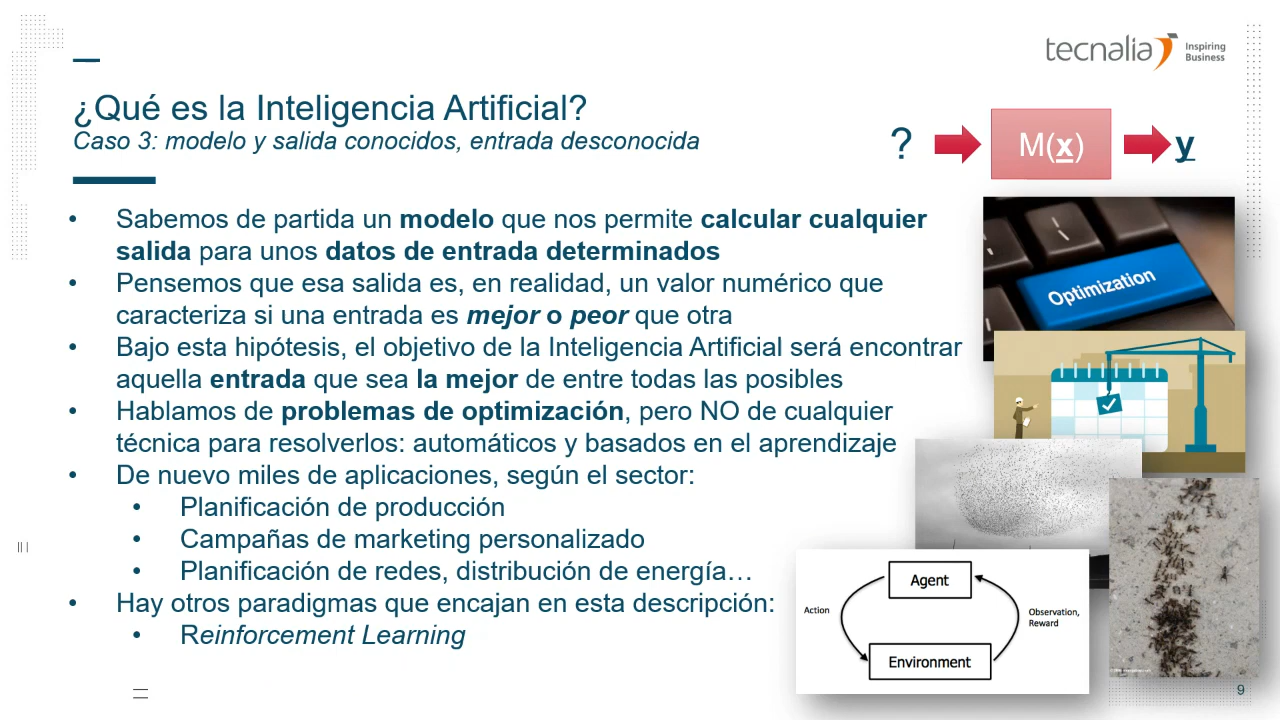 tecnalia Inspiring
Business
¿Qué es la Inteligencia Artificial?
Caso 3: modelo y salida conocidos, entrada desconocida
? M(x) y
• Sabemos de partida un modelo que nos permite calcular cualquier
salida para unos datos de entrada determinados
• Pensemos que esa salida es, en realidad, un valor numérico que
caracteriza si una entrada es mejor o peor que otra
• Bajo esta hipótesis, el objetivo de la Inteligencia Artificial será encontrar
aquella entrada que sea la mejor de entre todas las posibles
• Hablamos de problemas de optimización, pero NO de cualquier
técnica para resolverlos: automáticos y basados en el aprendizaje
• De nuevo miles de aplicaciones, según el sector:
• Planificación de producción
• Campañas de marketing personalizado
• Planificación de redes, distribución de energía…
• Hay otros paradigmas que encajan en esta descripción:
• Reinforcement Learning
Optimization
Agent
Action
Observation,
Reward
Environment
9